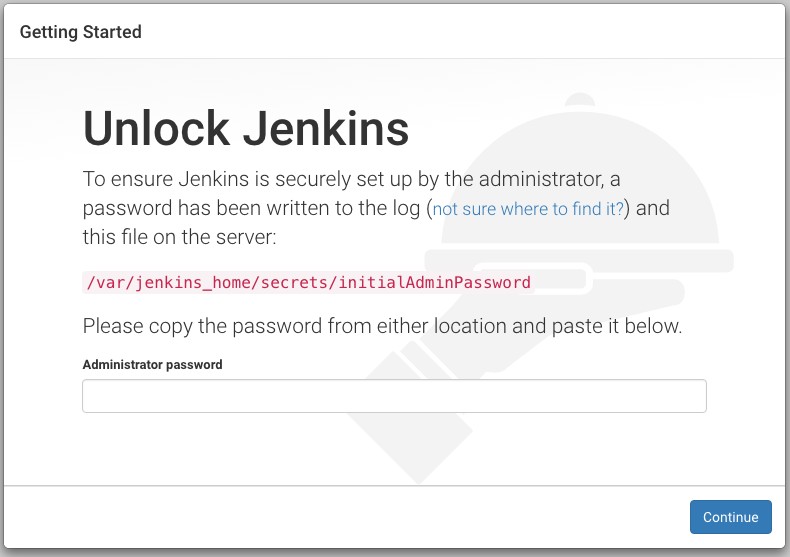 Getting Started
Unlock Jenkins
To ensure Jenkins is securely set up by the administrator, a
password has been written to the log (not sure where to find it?) and
this file on the server:
/var/jenkins_home/secrets/initialAdminPassword
Please copy the password from either location and paste it below.
Administrator password
Continue